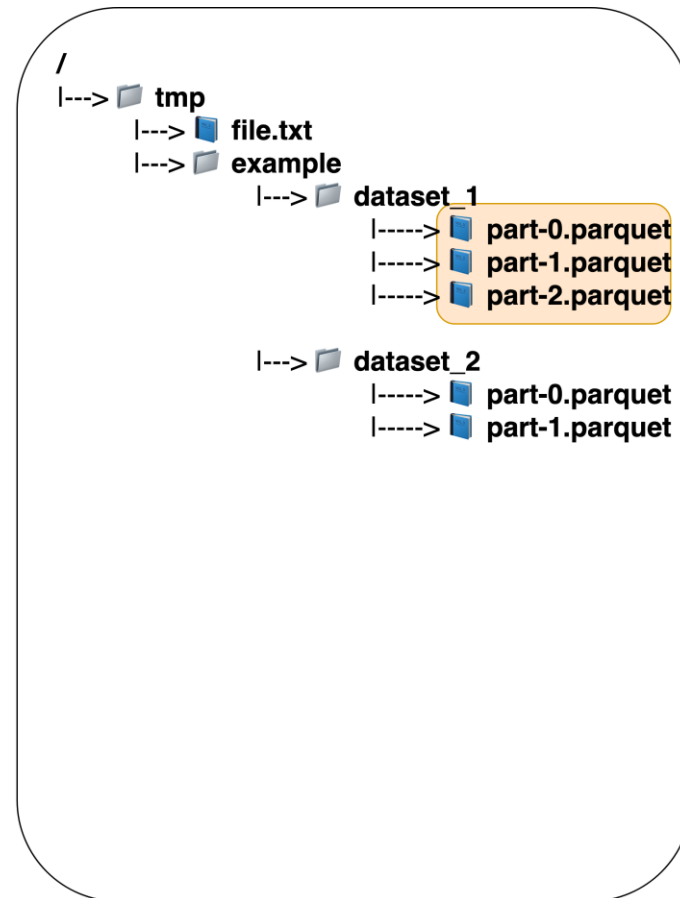 /
|---> tmp
|---> file.txt
|---> example
|---> dataset_1
|-----> part-0.parquet
|-----> part-1.parquet
|-----> part-2.parquet
|---> dataset_2
|-----> part-0.parquet
|-----> part-1.parquet